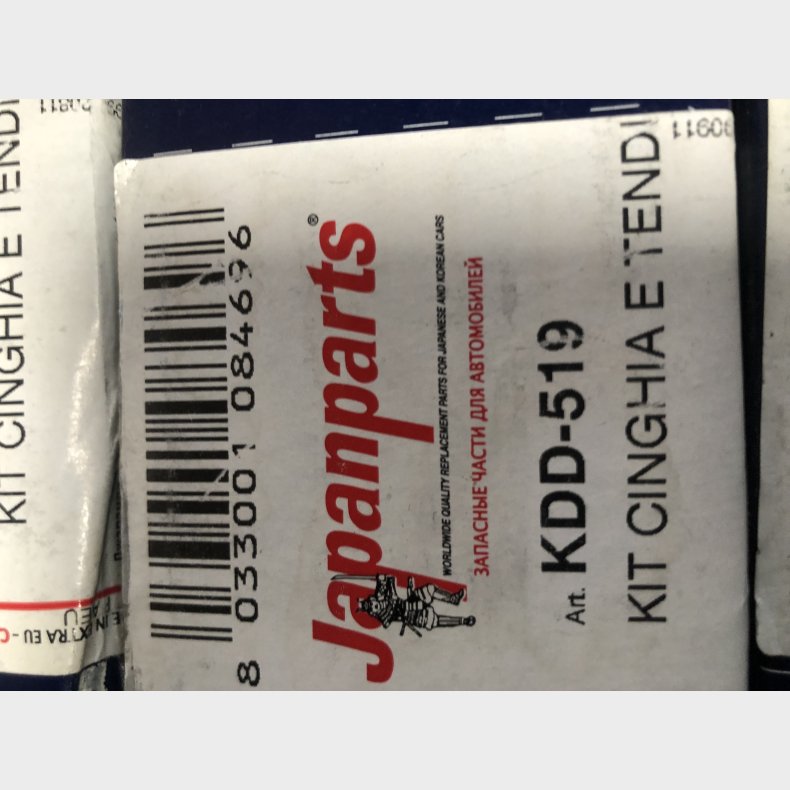 8 033001 084696
Japanparts®
WORLDWIDE QUALITY REPLACEMENT PARTS FOR JAPANESE AND KOREAN CARS
ЗАПАСНЫЕ ЧАСТИ ДЛЯ АВТОМОБИЛЕЙ
Art. KDD-519
KIT CINGHIA E TENDI
KIT CINGHIA E TENDI